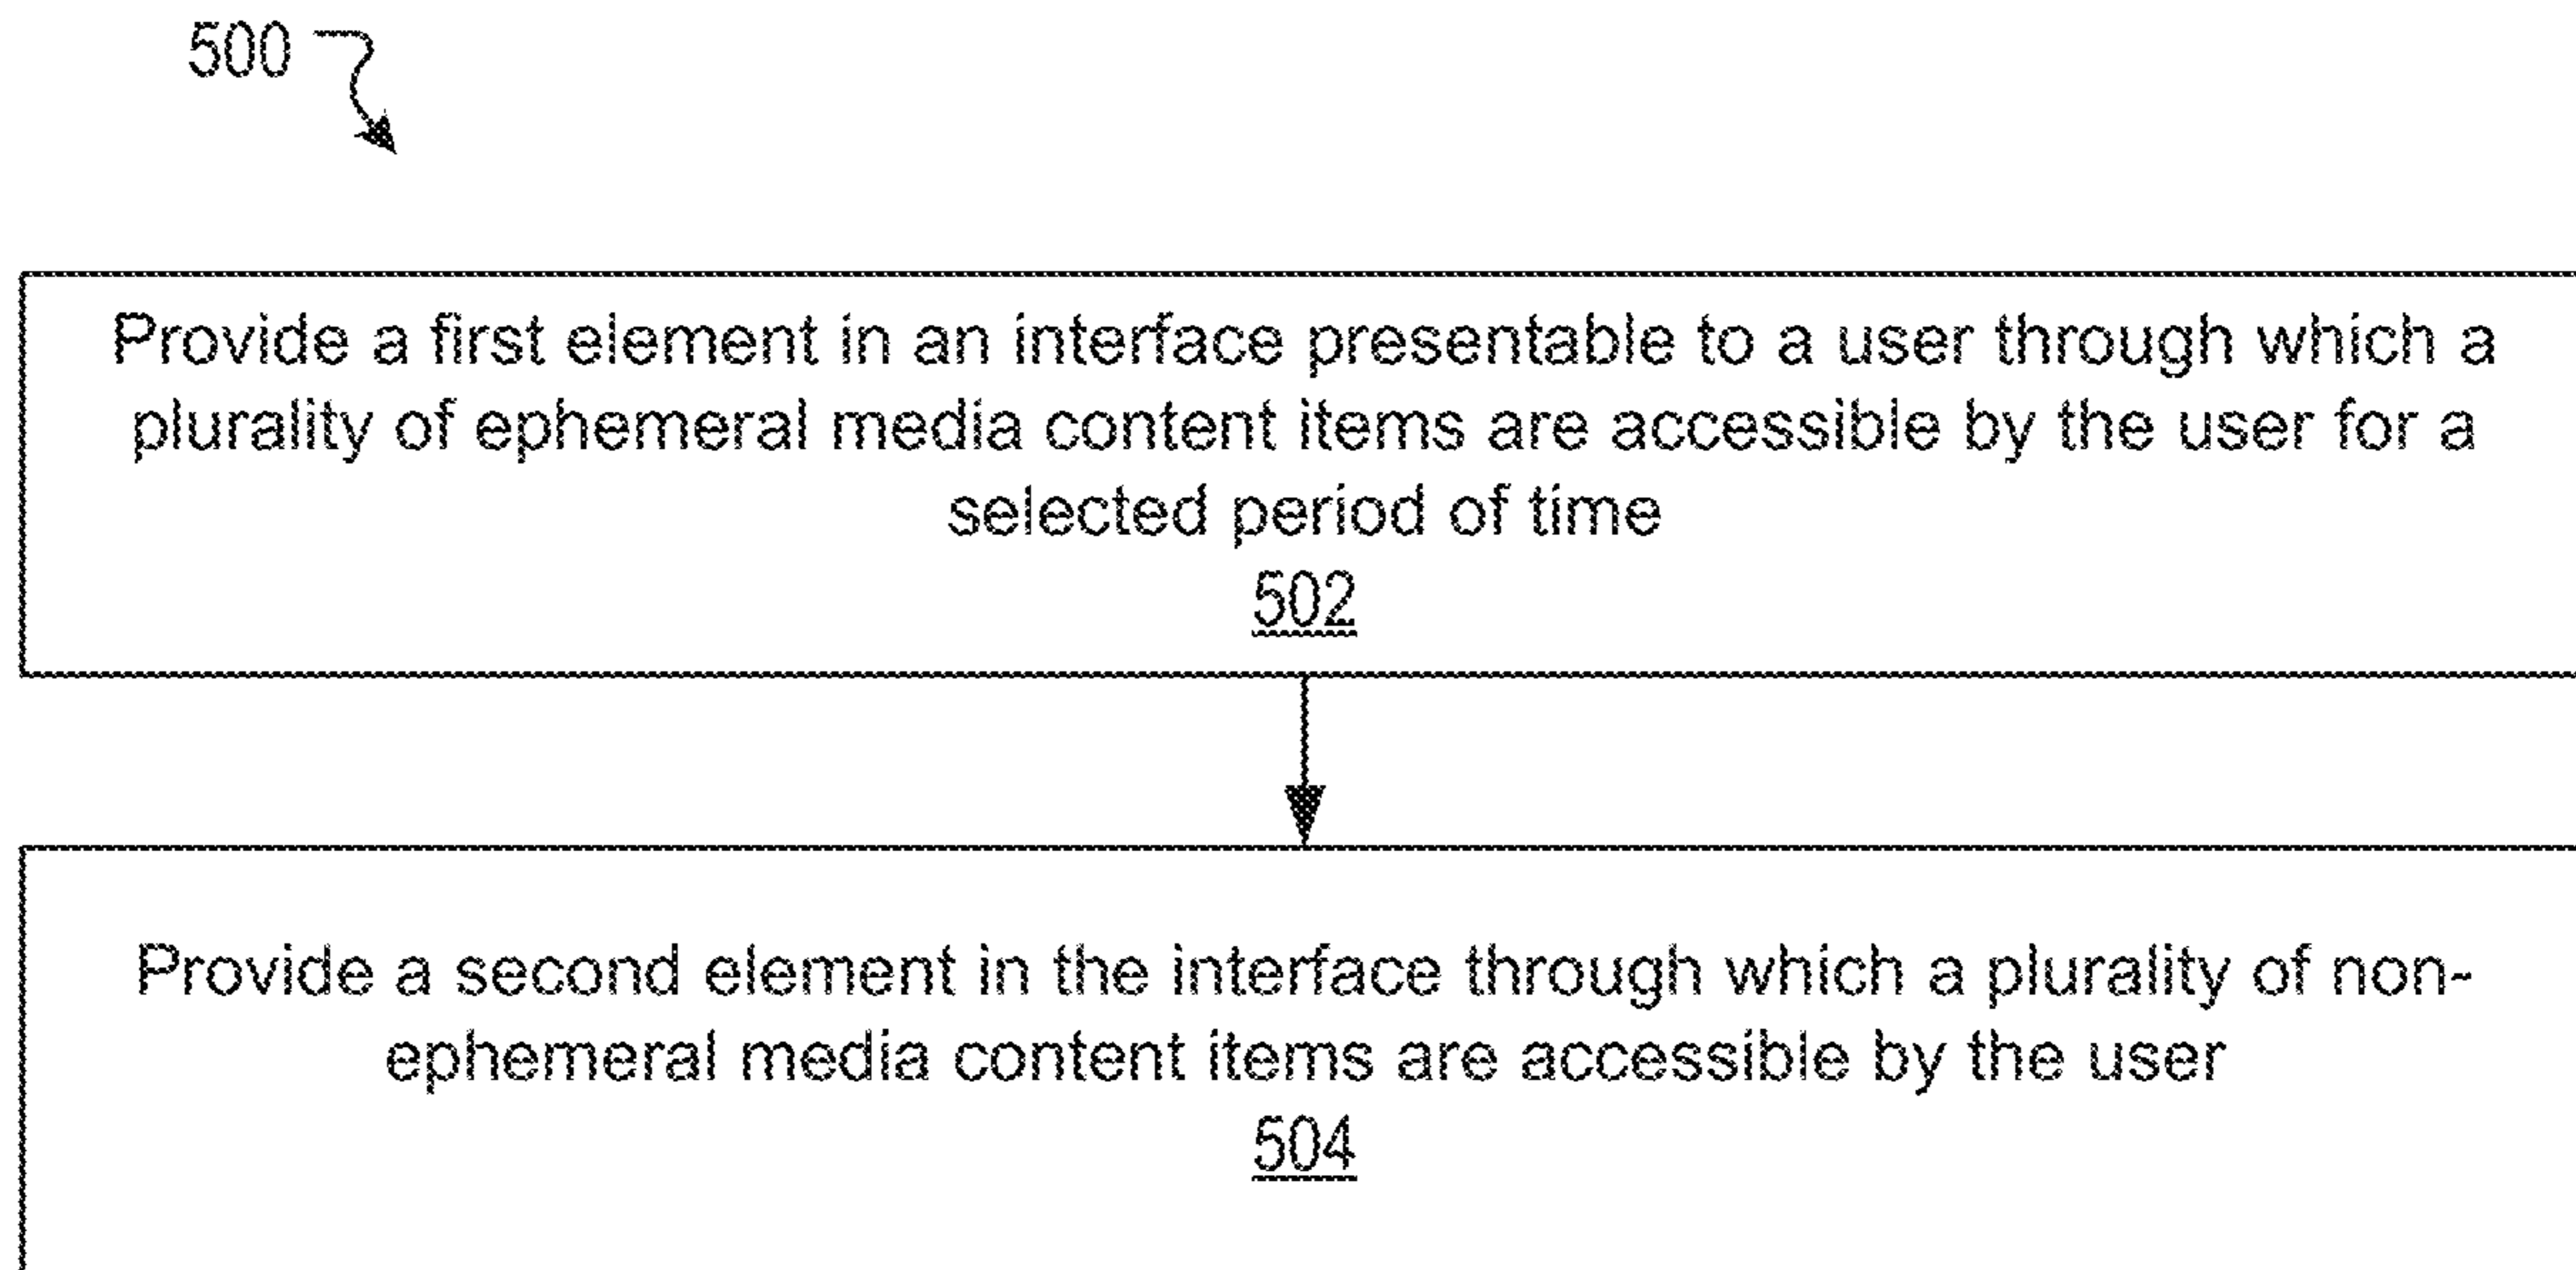 500
Provide a first element in an interface presentable to a user through which a
plurality of ephemeral media content items are accessible by the user for a
selected period of time
502
Provide a second element in the interface through which a plurality of non-
ephemeral media content items are accessible by the user
504